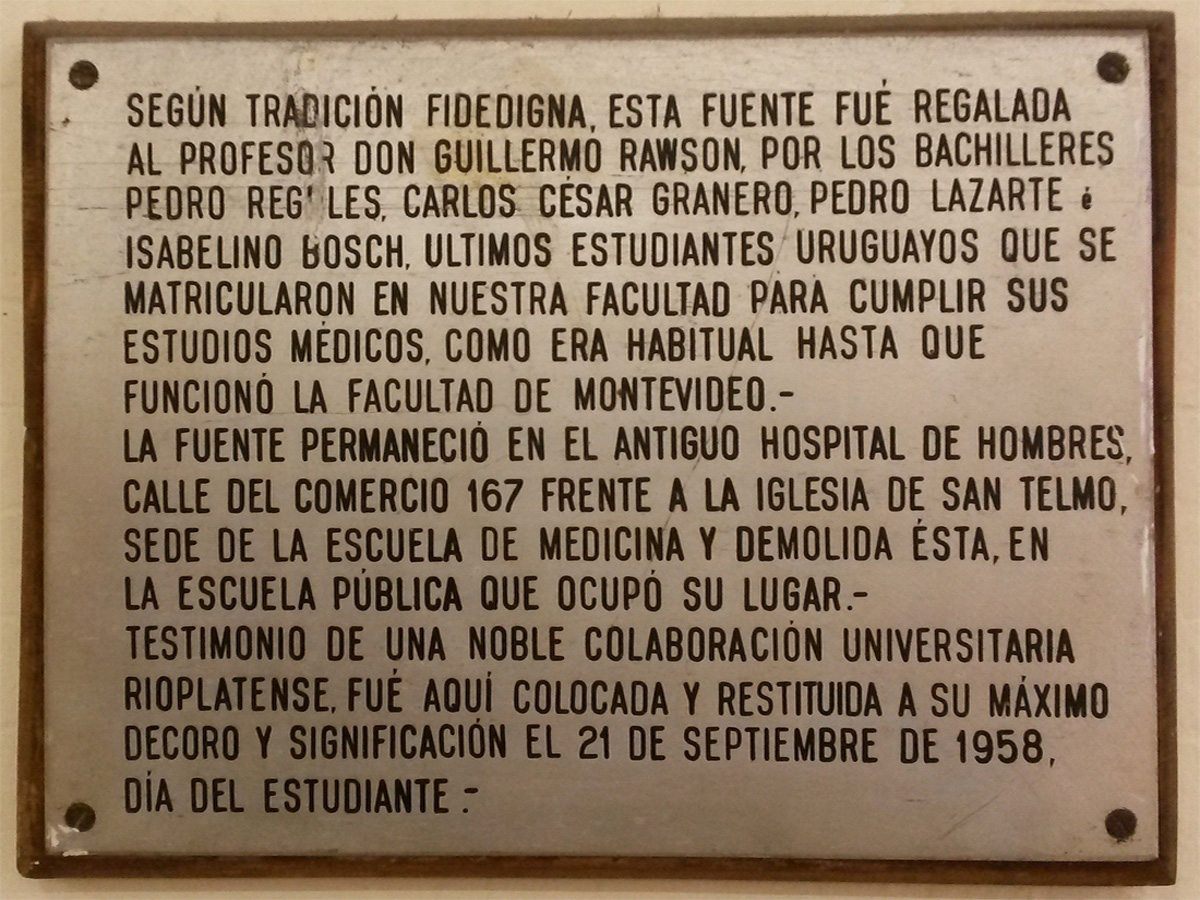 SEGÚN TRADICIÓN FIDEDIGNA, ESTA FUENTE FUÉ REGALADA
AL PROFESOR DON GUILLERMO RAWSON, POR LOS BACHILLERES
PEDRO CARLOS CÉSAR GRANERO, PEDRO LAZARTE é
ISABELINO BOSCH, ULTIMOS ESTUDIANTES URUGUAYOS QUE SE
MATRICULARON EN NUESTRA FACULTAD PARA CUMPLIR SUS
ESTUDIOS MÉDICOS, COMO ERA HABITUAL HASTA QUE
FUNCIONÓ LA FACULTAD DE MONTEVIDEO.-
LA FUENTE PERMANECIÓ EN EL ANTIGUO HOSPITAL DE HOMBRES,
CALLE DEL COMERCIO 167 FRENTE A LA IGLESIA DE SAN TELMO,
SEDE DE LA ESCUELA DE MEDICINA Y DEMOLIDA ÉSTA, EN
LA ESCUELA PÚBLICA QUE OCUPÓ SU LUGAR.-
TESTIMONIO DE UNA NOBLE COLABORACIÓN UNIVERSITARIA
RIOPLATENSE, FUÉ AQUÍ COLOCADA Y RESTITUIDA A SU MÁXIMO
DECORO Y SIGNIFICACIÓN EL 21 DE SEPTIEMBRE DE 1958,
DÍA DEL ESTUDIANTE.-